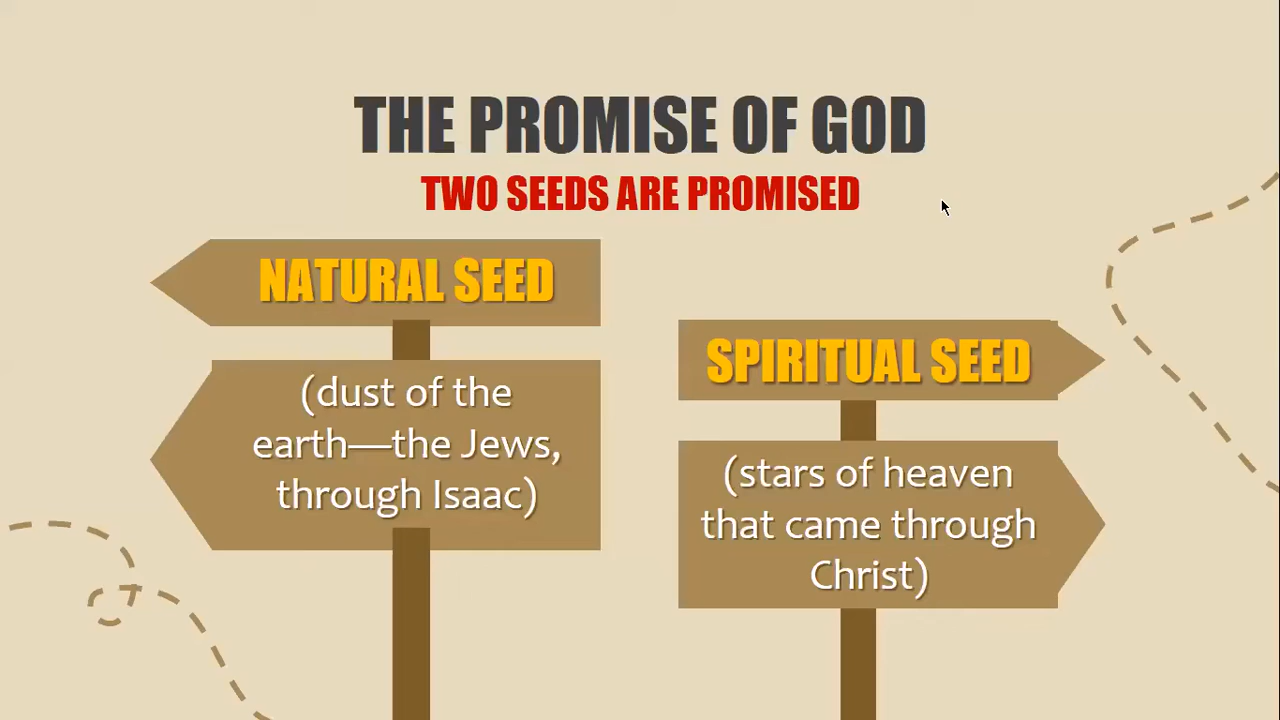 THE PROMISE OF GOD
TWO SEEDS ARE PROMISED
NATURAL SEED
(dust of the
earth—the Jews,
through Isaac)
SPIRITUAL SEED
(stars of heaven
that came through
Christ)